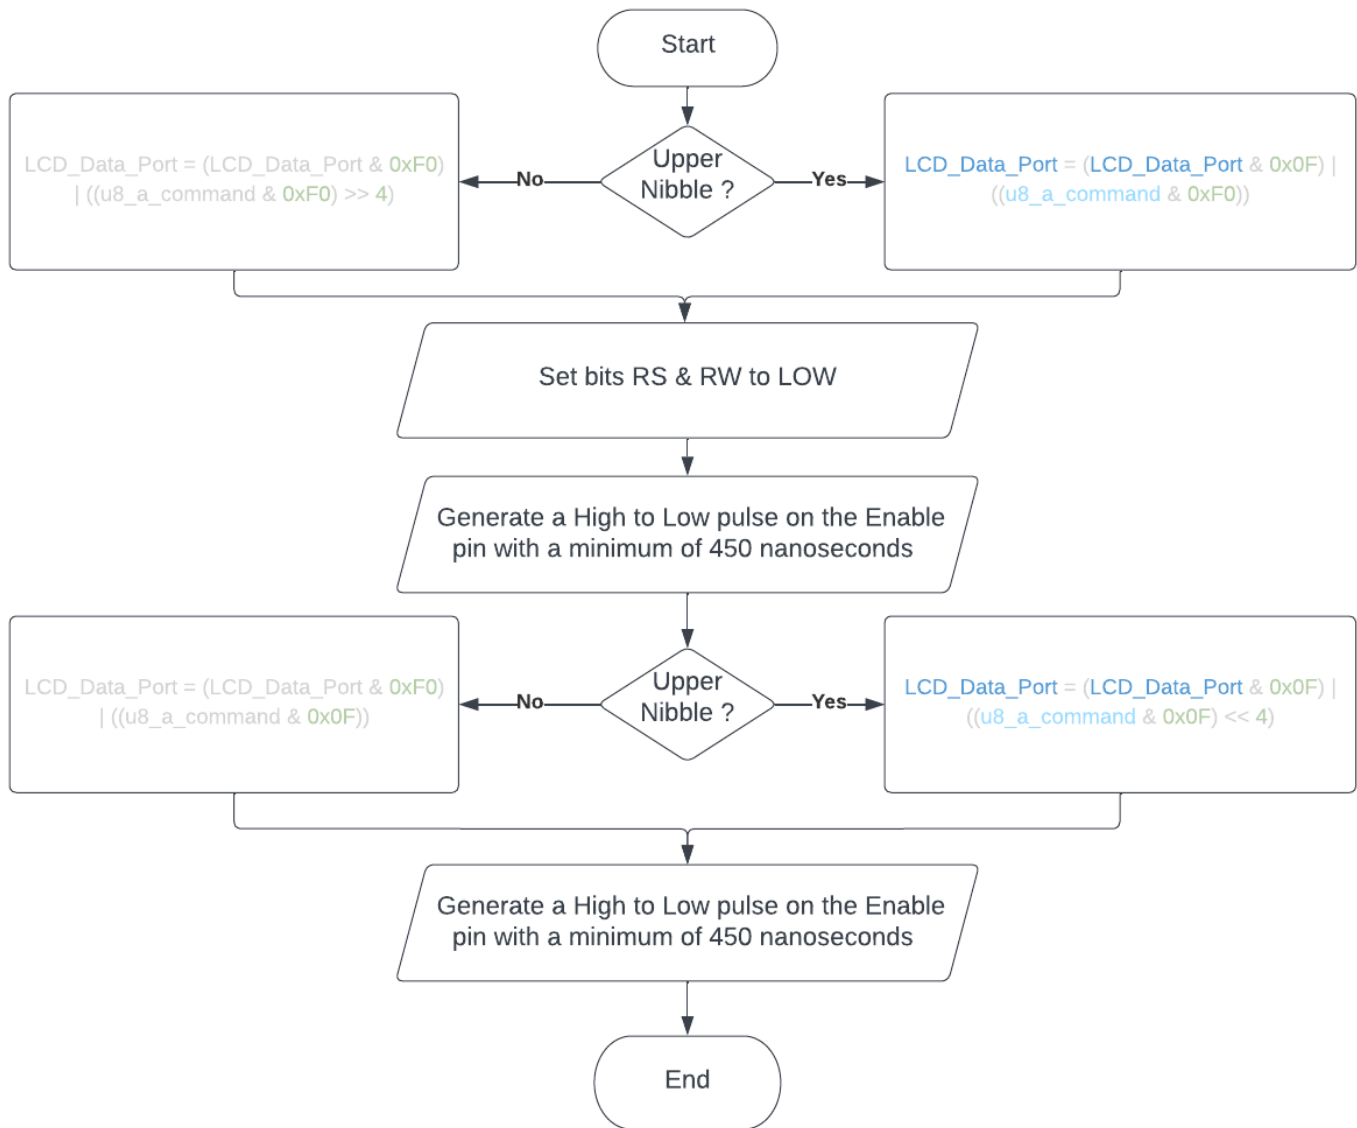 Start
Upper
Nibble ?
No
Yes
LCD_Data_Port = (LCD_Data_Port & 0xF0)
| ((u8_a_command & 0xF0) >> 4)
LCD_Data_Port = (LCD_Data_Port & 0x0F) |
((u8_a_command & 0xF0))
Set bits RS & RW to LOW
Generate a High to Low pulse on the Enable
pin with a minimum of 450 nanoseconds
Upper
Nibble ?
No
Yes
LCD_Data_Port = (LCD_Data_Port & 0xF0)
| ((u8_a_command & 0x0F))
LCD_Data_Port = (LCD_Data_Port & 0x0F) |
((u8_a_command & 0x0F) << 4)
Generate a High to Low pulse on the Enable
pin with a minimum of 450 nanoseconds
End